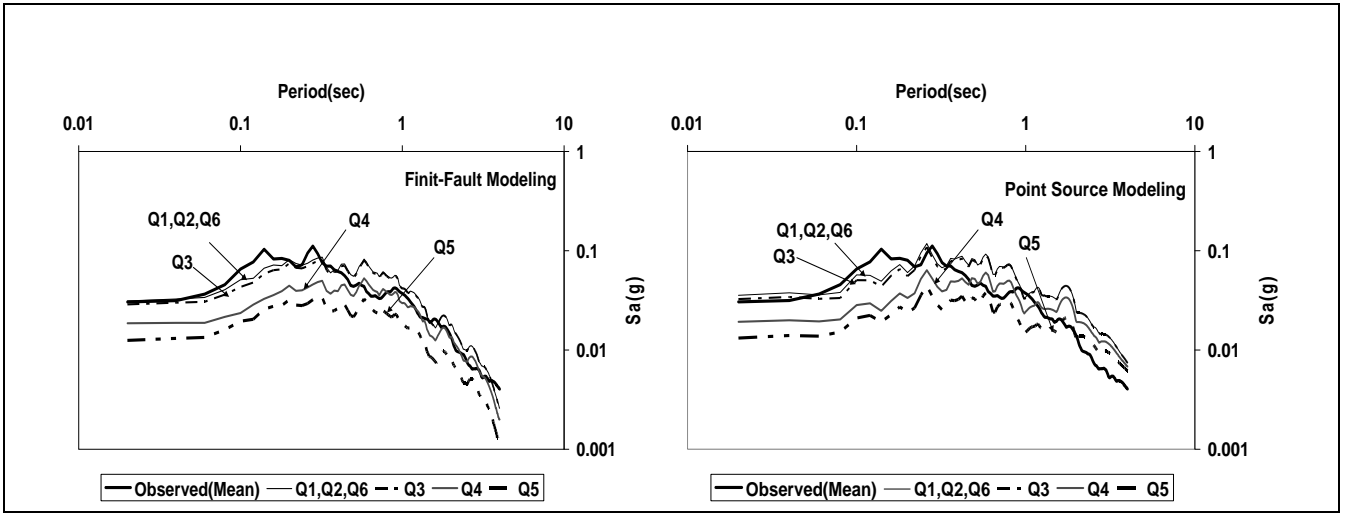 Period(sec)
0.01 0.1 1 10
1
0.1
0.01
0.001
Sa(g)
Finit-Fault Modeling
Q1,Q2,Q6
Q3
Q4
Q5
Observed(Mean) Q1,Q2,Q6 Q3 Q4 Q5
Period(sec)
0.01 0.1 1 10
1
0.1
0.01
0.001
Sa(g)
Point Source Modeling
Q1,Q2,Q6
Q3
Q4
Q5
Observed(Mean) Q1,Q2,Q6 Q3 Q4 Q5